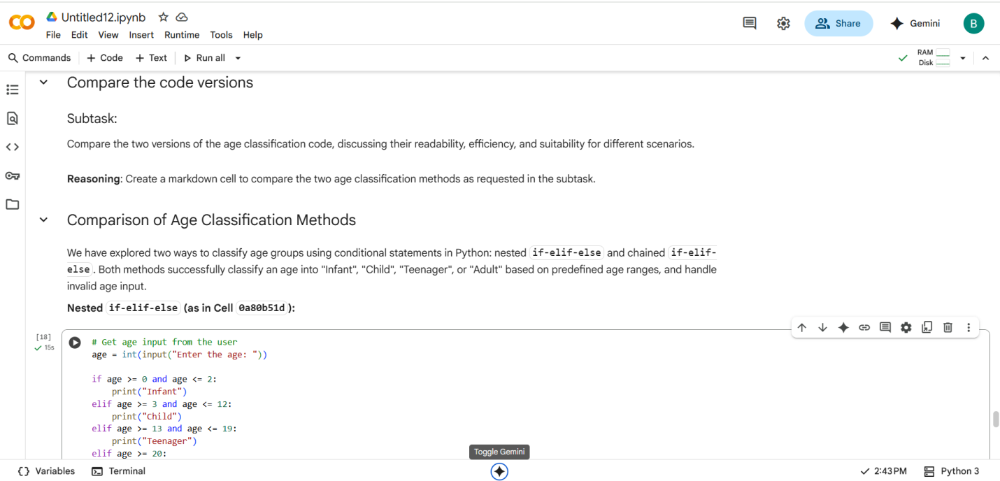 Untitled12.ipynb
File Edit View Insert Runtime Tools Help
Share
Gemini
B
Commands + Code + Text Run all
RAM
Disk
Compare the code versions
Subtask:
Compare the two versions of the age classification code, discussing their readability, efficiency, and suitability for different scenarios.
Reasoning: Create a markdown cell to compare the two age classification methods as requested in the subtask.
Comparison of Age Classification Methods
We have explored two ways to classify age groups using conditional statements in Python: nested if-elif-else and chained if-elif-
else. Both methods successfully classify an age into "Infant", "Child", "Teenager", or "Adult" based on predefined age ranges, and handle
invalid age input.
Nested if-elif-else (as in Cell 0a80b51d):
[18]
15s
# Get age input from the user
age = int(input("Enter the age: "))
if age >= 0 and age <= 2:
    print("Infant")
elif age >= 3 and age <= 12:
    print("Child")
elif age >= 13 and age <= 19:
    print("Teenager")
elif age >= 20:
Toggle Gemini
{} Variables Terminal
2:43 PM Python 3